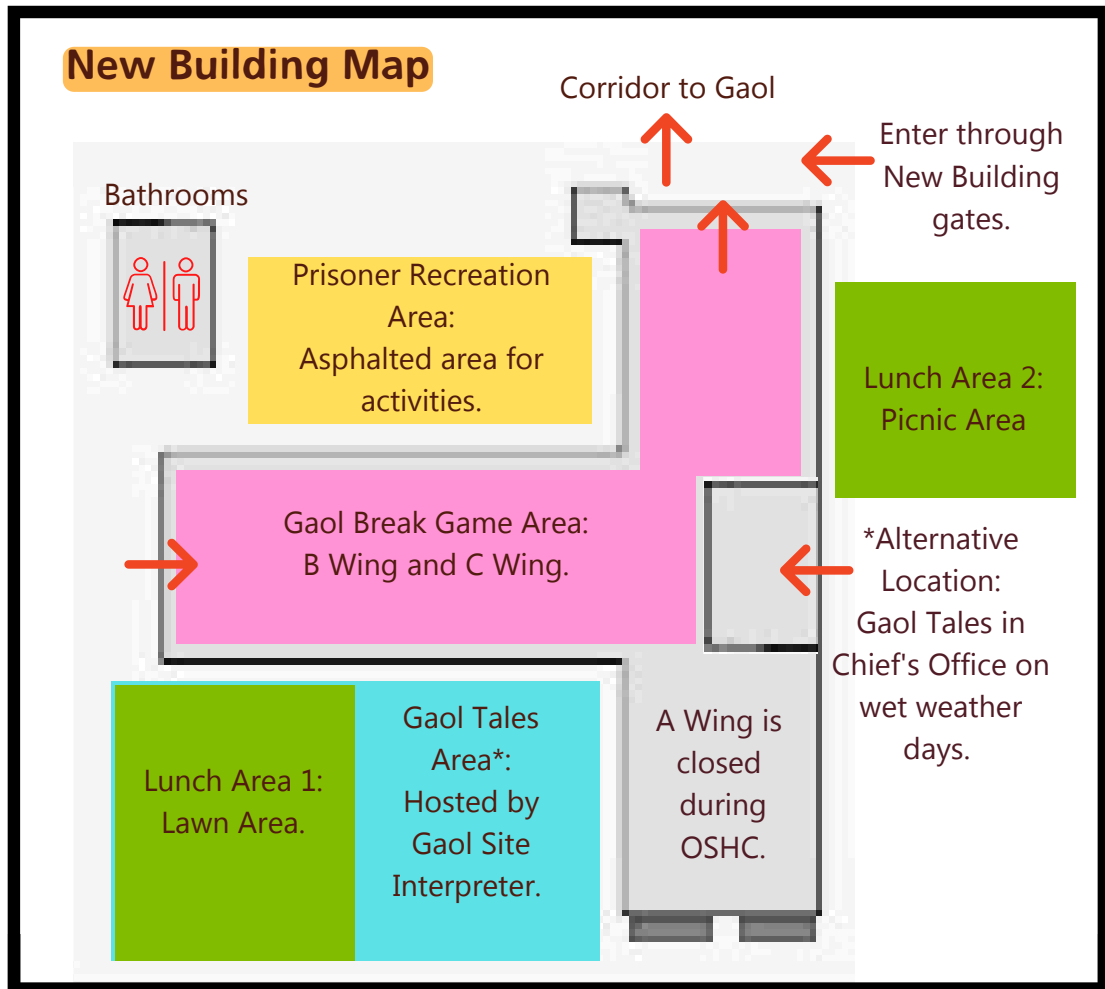 New Building Map
Corridor to Gaol
Enter through
New Building
gates.
Bathrooms
Prisoner Recreation
Area:
Asphalted area for
activities.
Lunch Area 2:
Picnic Area
Gaol Break Game Area:
B Wing and C Wing.
*Alternative
Location:
Gaol Tales in
Chief's Office on
wet weather
days.
Lunch Area 1:
Lawn Area.
Gaol Tales
Area*:
Hosted by
Gaol Site
Interpreter.
A Wing is
closed
during
OSHC.